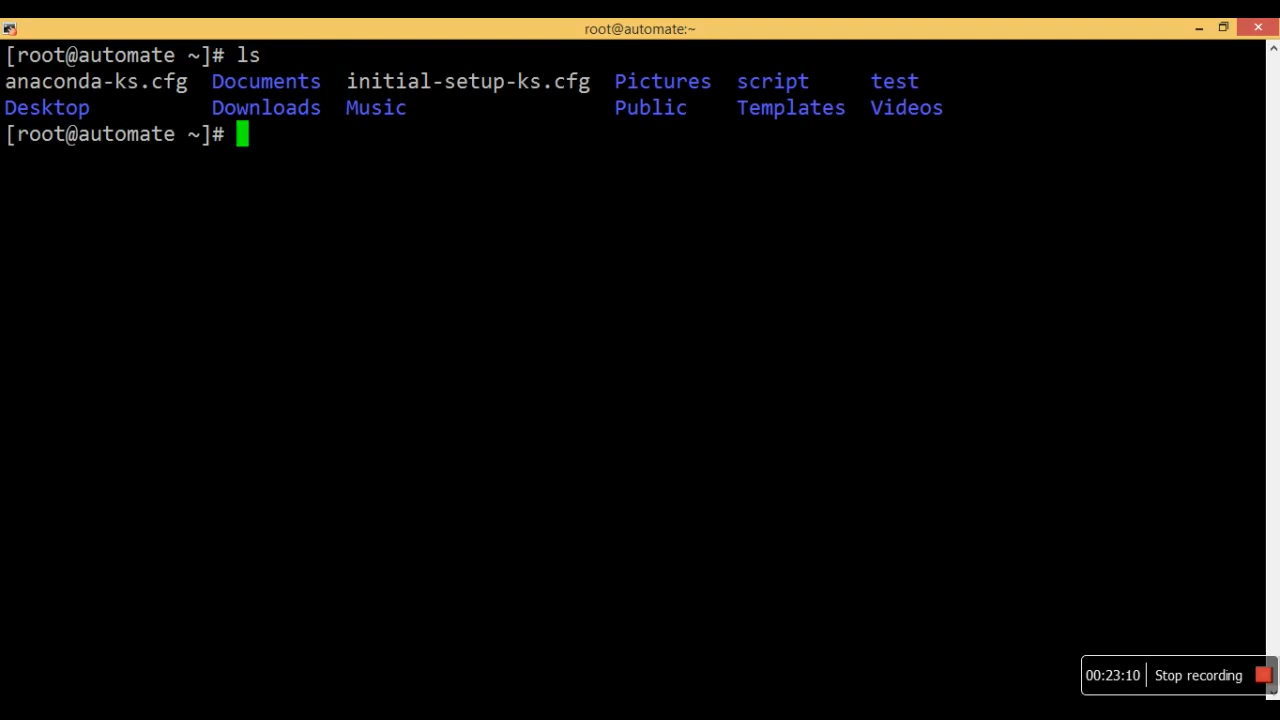 root@automate:~
[root@automate ~]# ls
anaconda-ks.cfg  Documents  initial-setup-ks.cfg  Pictures  script     test
Desktop          Downloads  Music                 Public    Templates  Videos
[root@automate ~]#
00:23:10 Stop recording